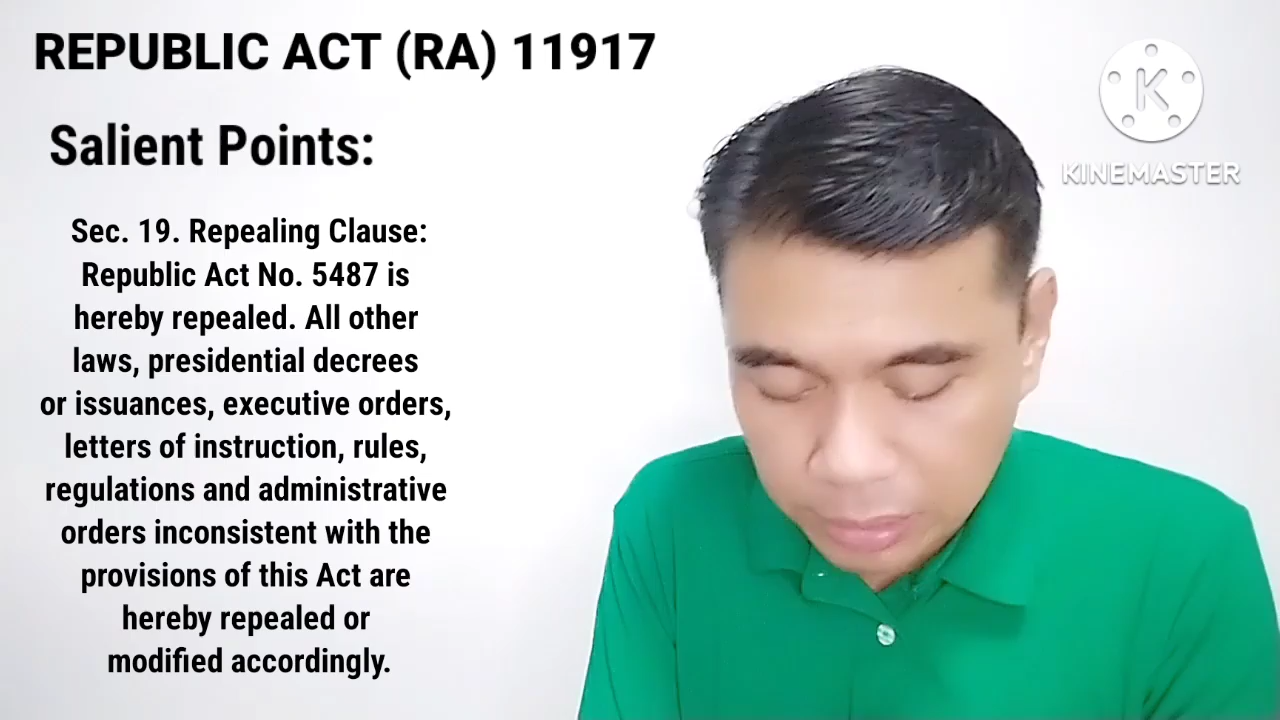 REPUBLIC ACT (RA) 11917
Salient Points:
Sec. 19. Repealing Clause:
Republic Act No. 5487 is
hereby repealed. All other
laws, presidential decrees
or issuances, executive orders,
letters of instruction, rules,
regulations and administrative
orders inconsistent with the
provisions of this Act are
hereby repealed or
modified accordingly.
K
KINEMASTER